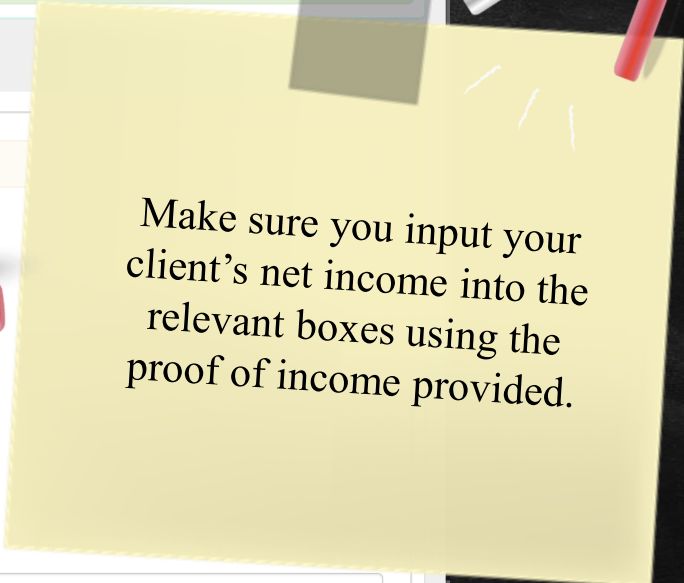 Make sure you input your
client’s net income into the
relevant boxes using the
proof of income provided.